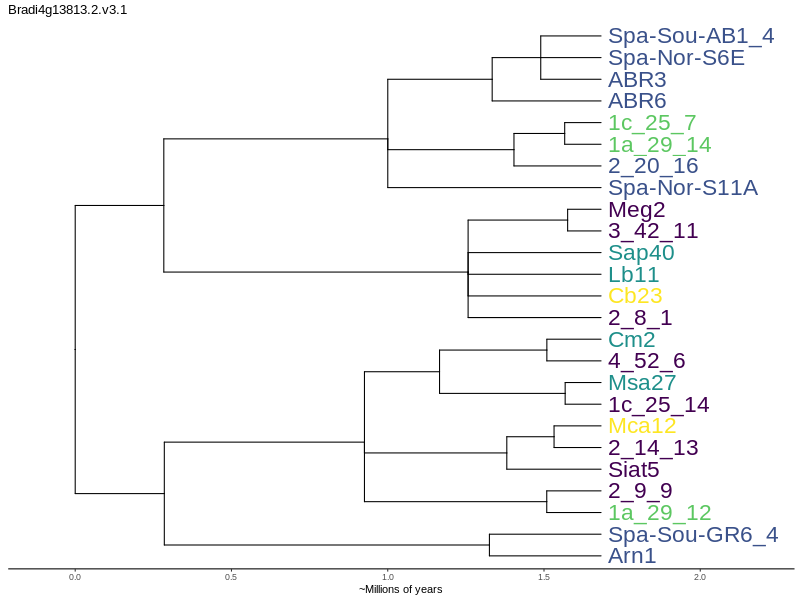 Bradi4g13813.2.v3.1
Spa-Sou-AB1_4
Spa-Nor-S6E
ABR3
ABR6
1c_25_7
1a_29_14
2_20_16
Spa-Nor-S11A
Meg2
3_42_11
Sap40
Lb11
Cb23
2_8_1
Cm2
4_52_6
Msa27
1c_25_14
Mca12
2_14_13
Siat5
2_9_9
1a_29_12
Spa-Sou-GR6_4
Arn1
0.0 0.5 1.0 1.5 2.0
~Millions of years